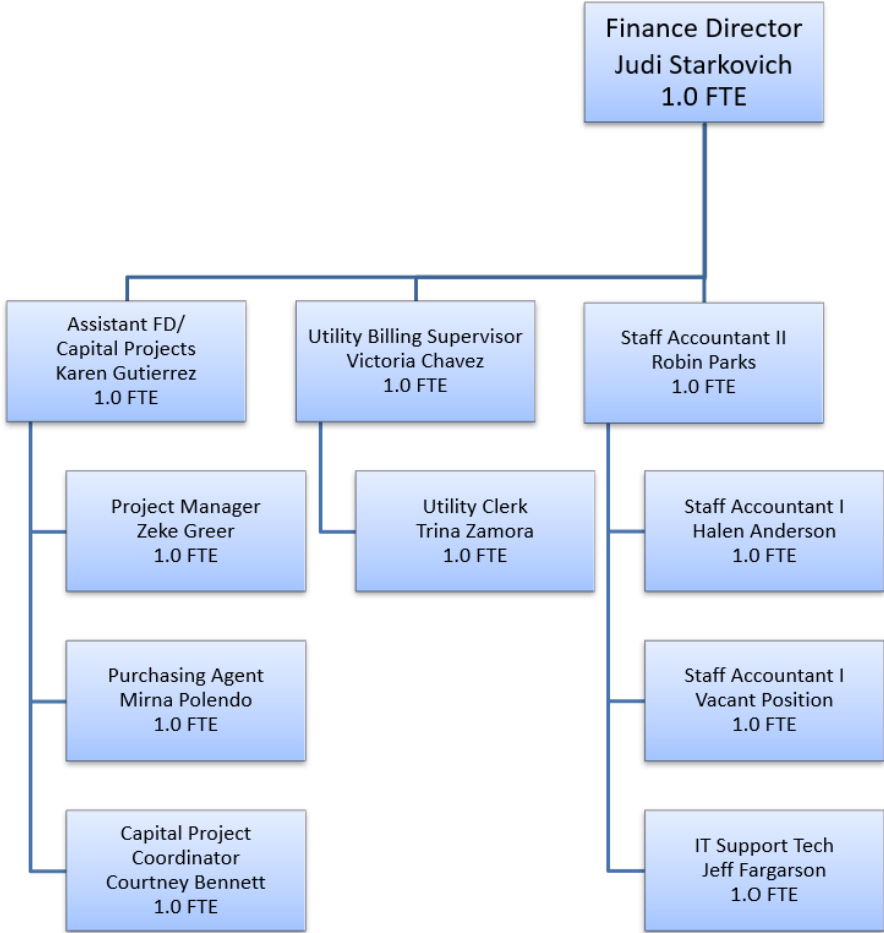 Finance Director
Judi Starkovich
1.0 FTE
Assistant FD/
Capital Projects
Karen Gutierrez
1.0 FTE
Utility Billing Supervisor
Victoria Chavez
1.0 FTE
Staff Accountant II
Robin Parks
1.0 FTE
Project Manager
Zeke Greer
1.0 FTE
Utility Clerk
Trina Zamora
1.0 FTE
Staff Accountant I
Halen Anderson
1.0 FTE
Purchasing Agent
Mirna Polendo
1.0 FTE
Staff Accountant I
Vacant Position
1.0 FTE
Capital Project
Coordinator
Courtney Bennett
1.0 FTE
IT Support Tech
Jeff Fargarson
1.O FTE